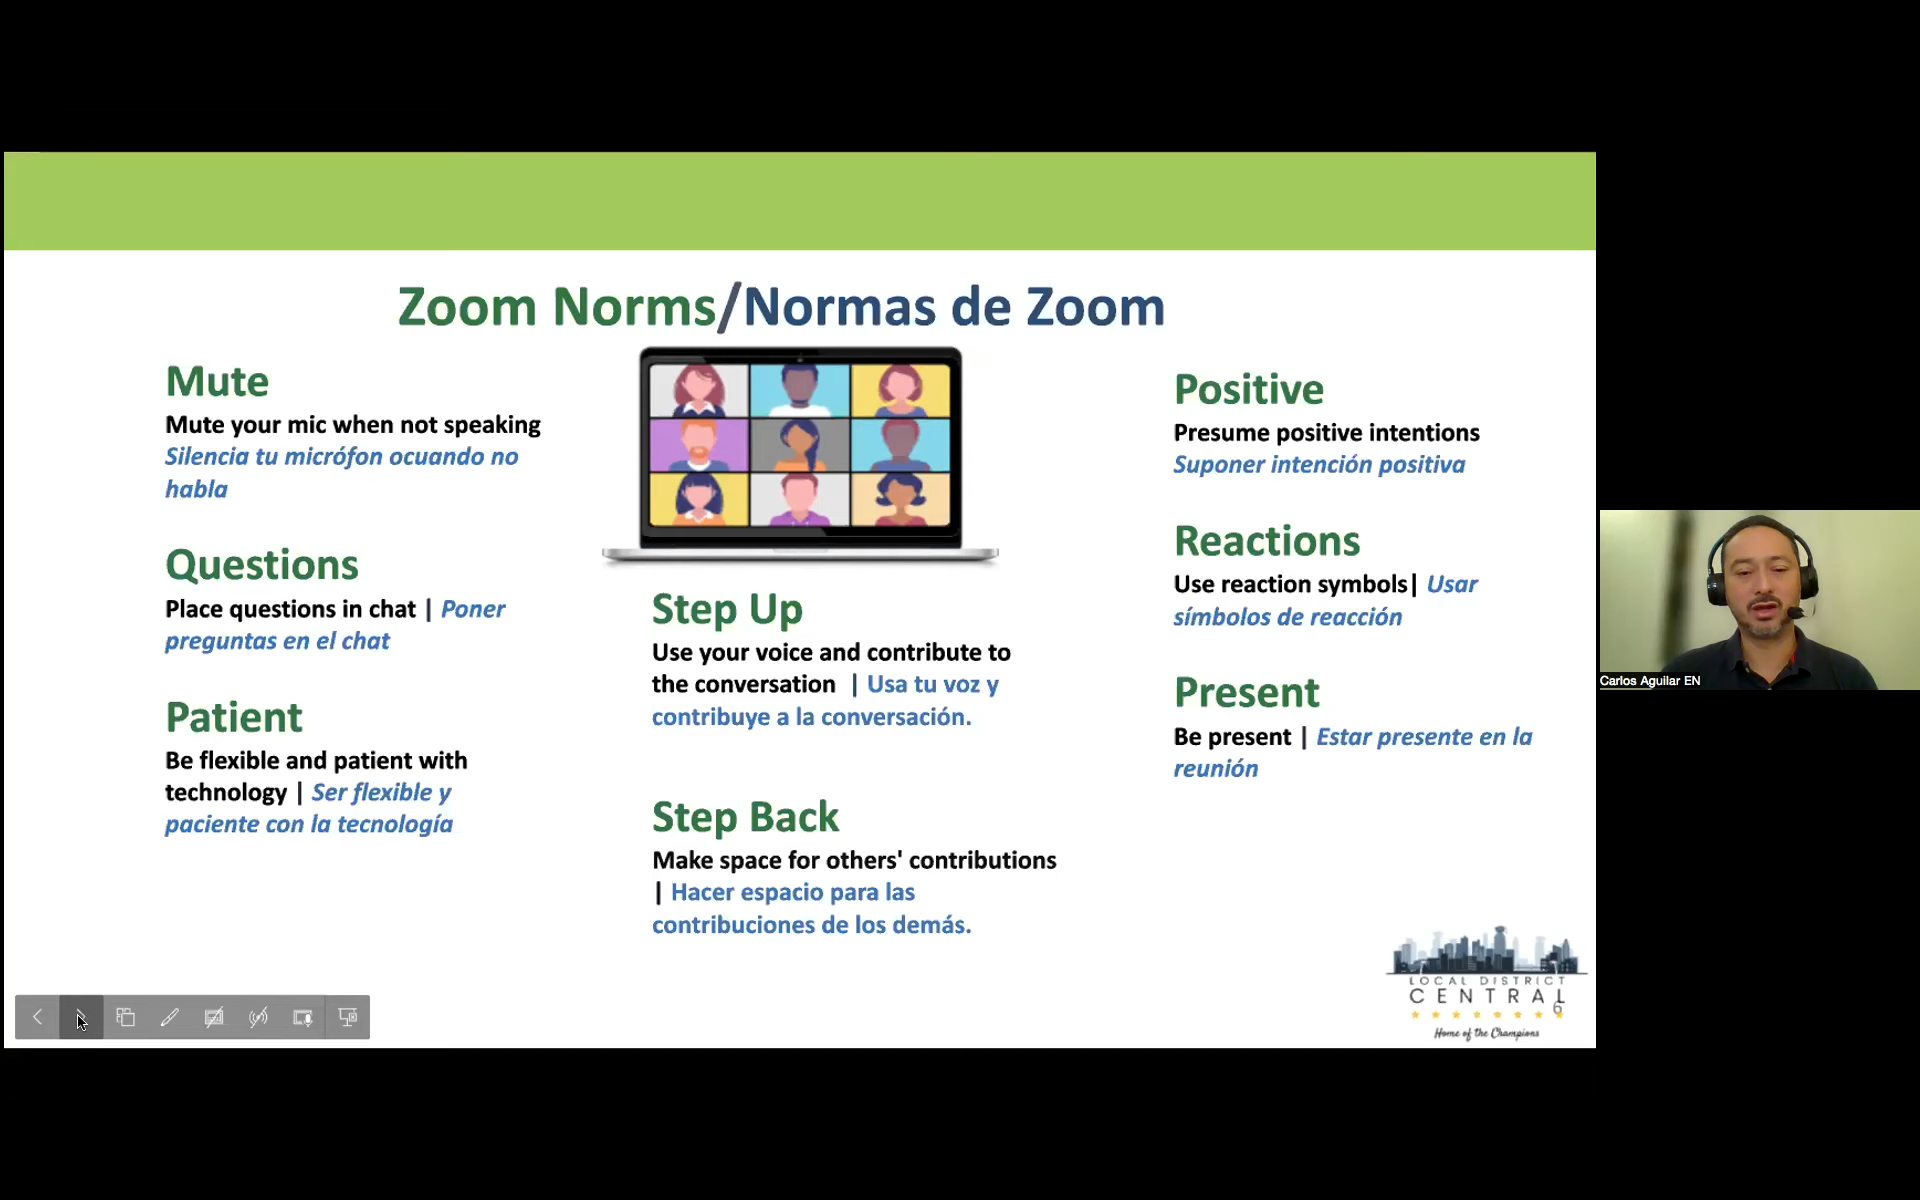 Zoom Norms/Normas de Zoom
Mute
Mute your mic when not speaking
Silencia tu micrófon ocuando no
habla
Questions
Place questions in chat | Poner
preguntas en el chat
Patient
Be flexible and patient with
technology | Ser flexible y
paciente con la tecnología
Step Up
Use your voice and contribute to
the conversation | Usa tu voz y
contribuye a la conversación.
Step Back
Make space for others' contributions
| Hacer espacio para las
contribuciones de los demás.
Positive
Presume positive intentions
Suponer intención positiva
Reactions
Use reaction symbols| Usar
símbolos de reacción
Present
Be present | Estar presente en la
reunión
LOCAL DISTRICT
CENTRAL
6
Home of the Champions
Carlos Aguilar EN